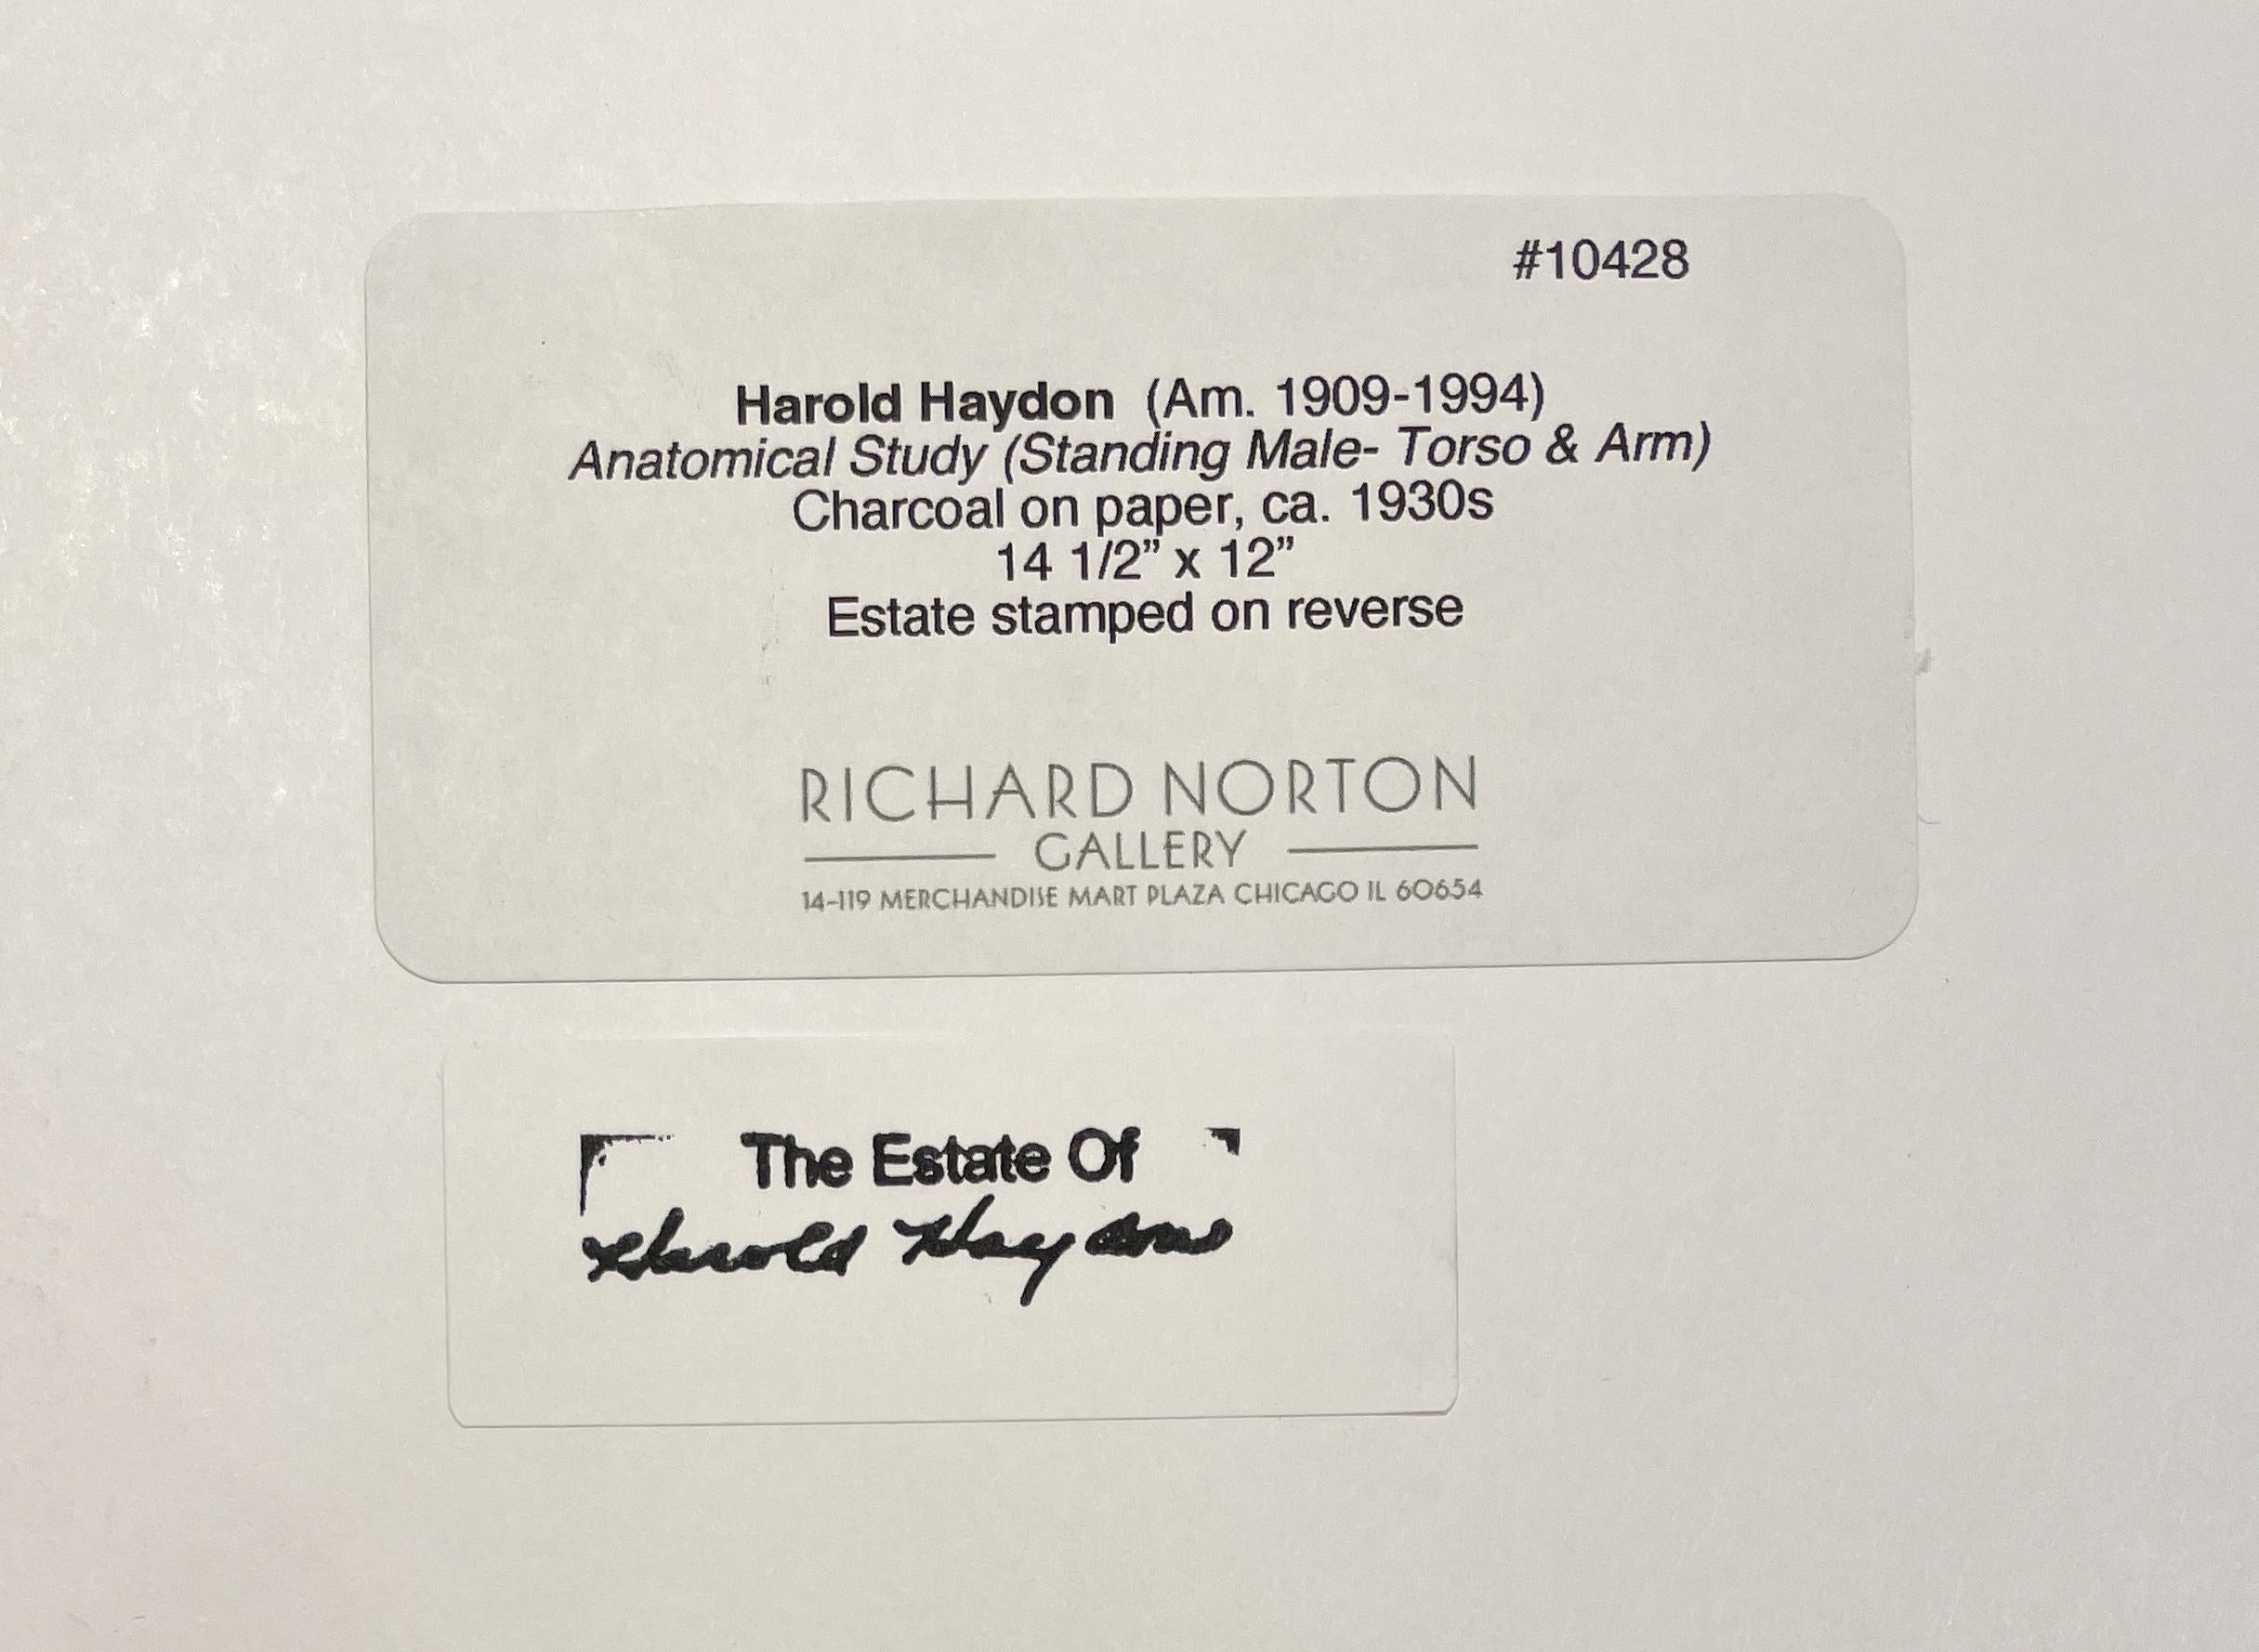 #10428
Harold Haydon (Am. 1909-1994)
Anatomical Study (Standing Male- Torso & Arm)
Charcoal on paper, ca. 1930s
14 1/2” x 12”
Estate stamped on reverse
RICHARD NORTON
GALLERY
14-119 MERCHANDISE MART PLAZA CHICAGO IL 60654
The Estate Of
Harold Haydon